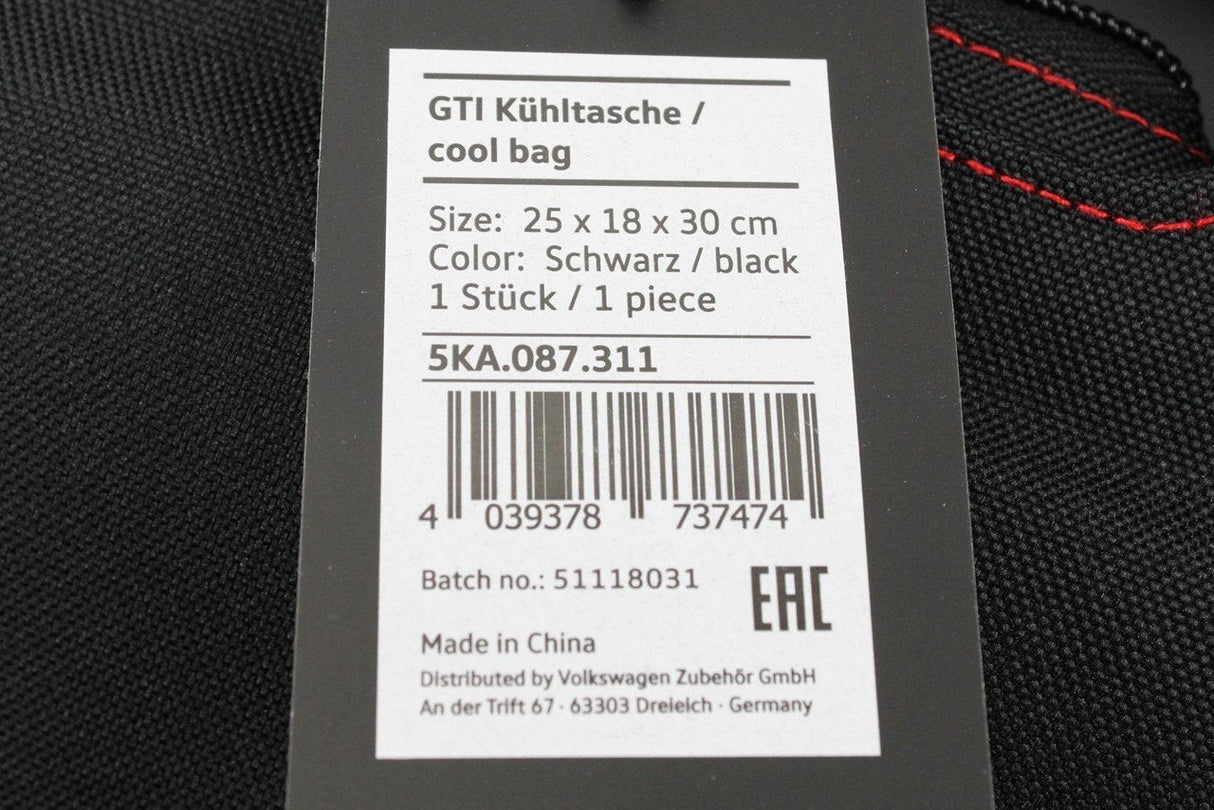 GTI Kühltasche /
cool bag
Size: 25 x 18 x 30 cm
Color: Schwarz / black
1 Stück / 1 piece
5KA.087.311
4 039378 737474
Batch no.: 51118031
EAC
Made in China
Distributed by Volkswagen Zubehör GmbH
An der Trift 67 · 63303 Dreieich · Germany